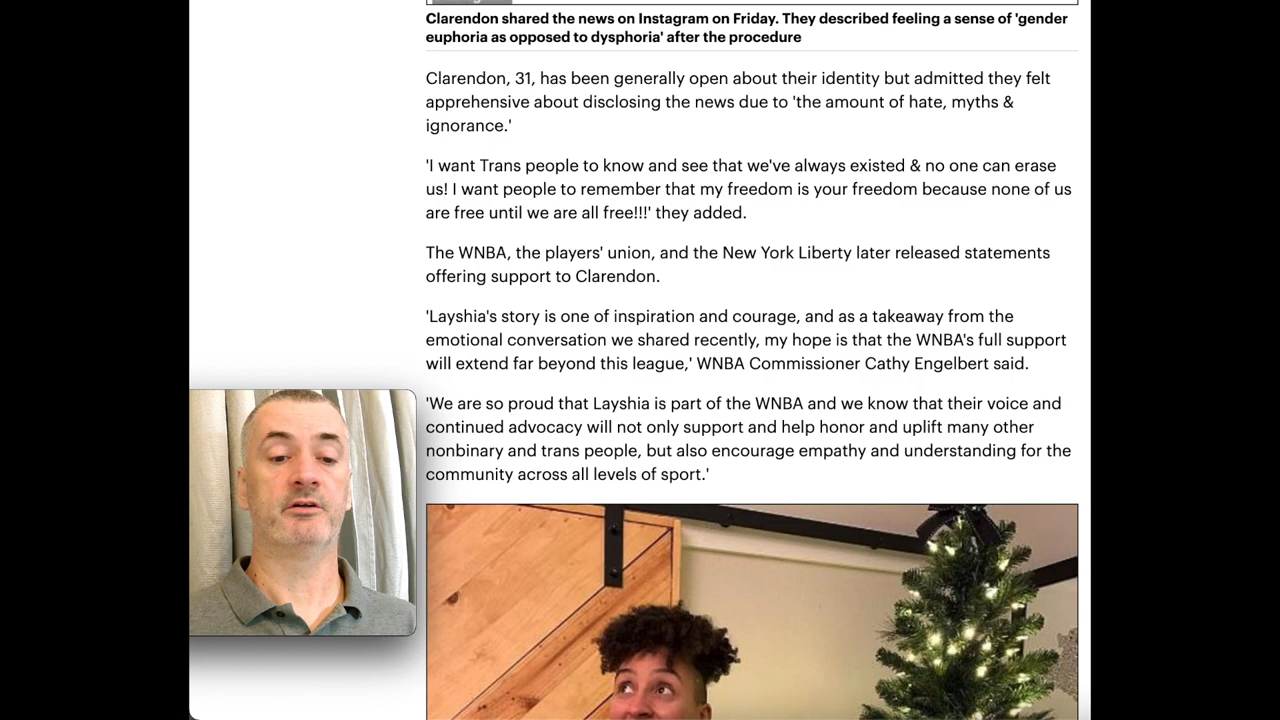 Clarendon shared the news on Instagram on Friday. They described feeling a sense of 'gender
euphoria as opposed to dysphoria' after the procedure
Clarendon, 31, has been generally open about their identity but admitted they felt
apprehensive about disclosing the news due to 'the amount of hate, myths &
ignorance.'
'I want Trans people to know and see that we've always existed & no one can erase
us! I want people to remember that my freedom is your freedom because none of us
are free until we are all free!!!' they added.
The WNBA, the players' union, and the New York Liberty later released statements
offering support to Clarendon.
'Layshia's story is one of inspiration and courage, and as a takeaway from the
emotional conversation we shared recently, my hope is that the WNBA's full support
will extend far beyond this league,' WNBA Commissioner Cathy Engelbert said.
'We are so proud that Layshia is part of the WNBA and we know that their voice and
continued advocacy will not only support and help honor and uplift many other
nonbinary and trans people, but also encourage empathy and understanding for the
community across all levels of sport.'